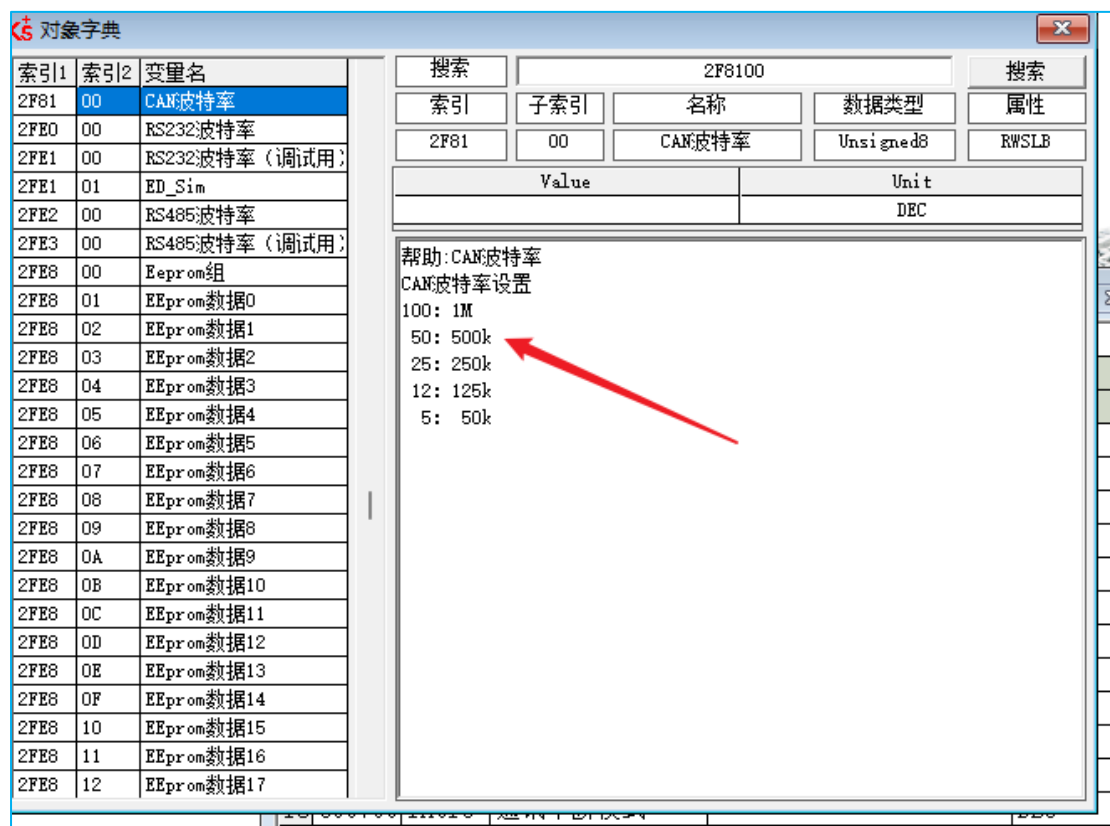 对象字典
索引1 索引2 变量名
2F81 00 CAN波特率
2FE0 00 RS232波特率
2FE1 00 RS232波特率（调试用）
2FE1 01 ED_Sim
2FE2 00 RS485波特率
2FE3 00 RS485波特率（调试用）
2FE8 00 Eeprom组
2FE8 01 EEprom数据0
2FE8 02 EEprom数据1
2FE8 03 EEprom数据2
2FE8 04 EEprom数据3
2FE8 05 EEprom数据4
2FE8 06 EEprom数据5
2FE8 07 EEprom数据6
2FE8 08 EEprom数据7
2FE8 09 EEprom数据8
2FE8 0A EEprom数据9
2FE8 0B EEprom数据10
2FE8 0C EEprom数据11
2FE8 0D EEprom数据12
2FE8 0E EEprom数据13
2FE8 0F EEprom数据14
2FE8 10 EEprom数据15
2FE8 11 EEprom数据16
2FE8 12 EEprom数据17
搜索 2F8100 搜索
索引 子索引 名称 数据类型 属性
2F81 00 CAN波特率 Unsigned8 RWSLB
Value Unit
DEC
帮助:CAN波特率
CAN波特率设置
100: 1M
50: 500k
25: 250k
12: 125k
5: 50k